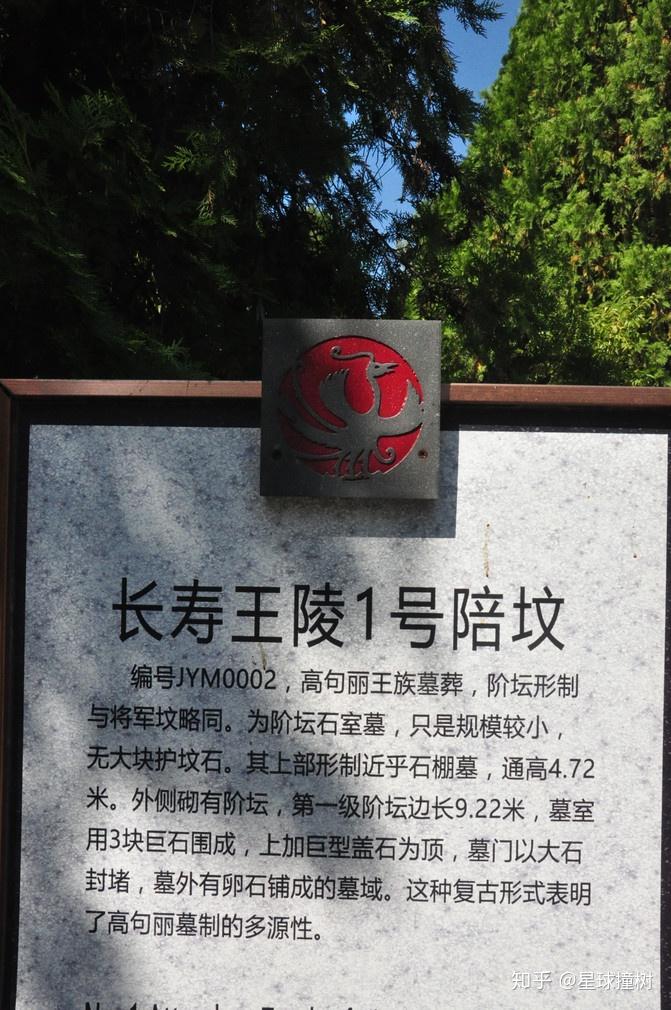 长寿王陵1号陪坟
编号JYM0002，高句丽王族墓葬，阶坛形制
与将军坟略同。为阶坛石室墓，只是规模较小，
无大块护坟石。其上部形制近乎石棚墓，通高4.72
米。外侧砌有阶坛，第一级阶坛边长9.22米，墓室
用3块巨石围成，上加巨型盖石为顶，墓门以大石
封堵，墓外有卵石铺成的墓域。这种复古形式表明
了高句丽墓制的多源性。
知乎 @星球撞树